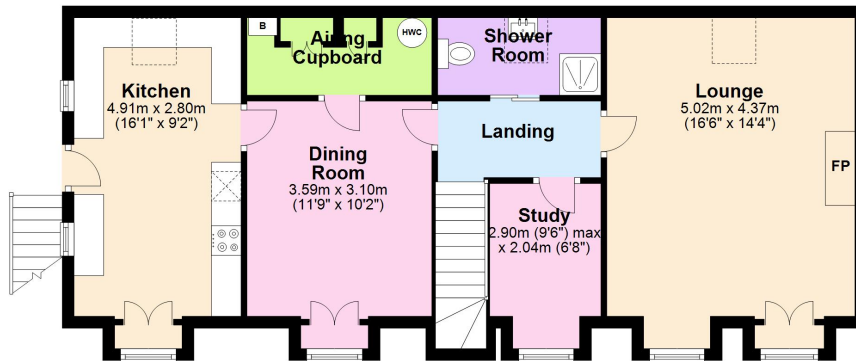 Kitchen
4.91m x 2.80m
(16'1" x 9'2")
B
Airing
Cupboard
HWC
Shower
Room
Lounge
5.02m x 4.37m
(16'6" x 14'4")
FP
Landing
Dining
Room
3.59m x 3.10m
(11'9" x 10'2")
Study
2.90m (9'6") max
x 2.04m (6'8")